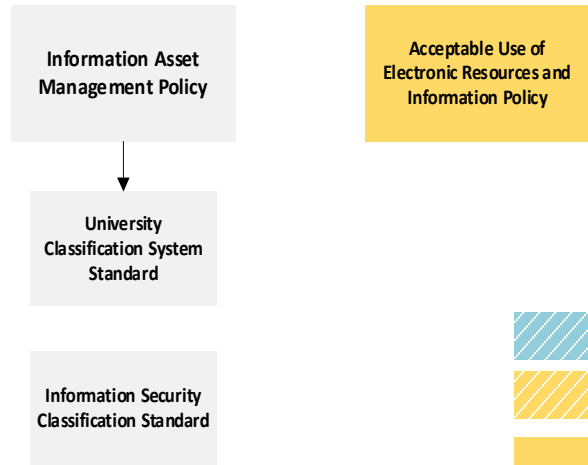 Information Asset
Management Policy
Acceptable Use of
Electronic Resources and
Information Policy
University
Classification System
Standard
Information Security
Classification Standard